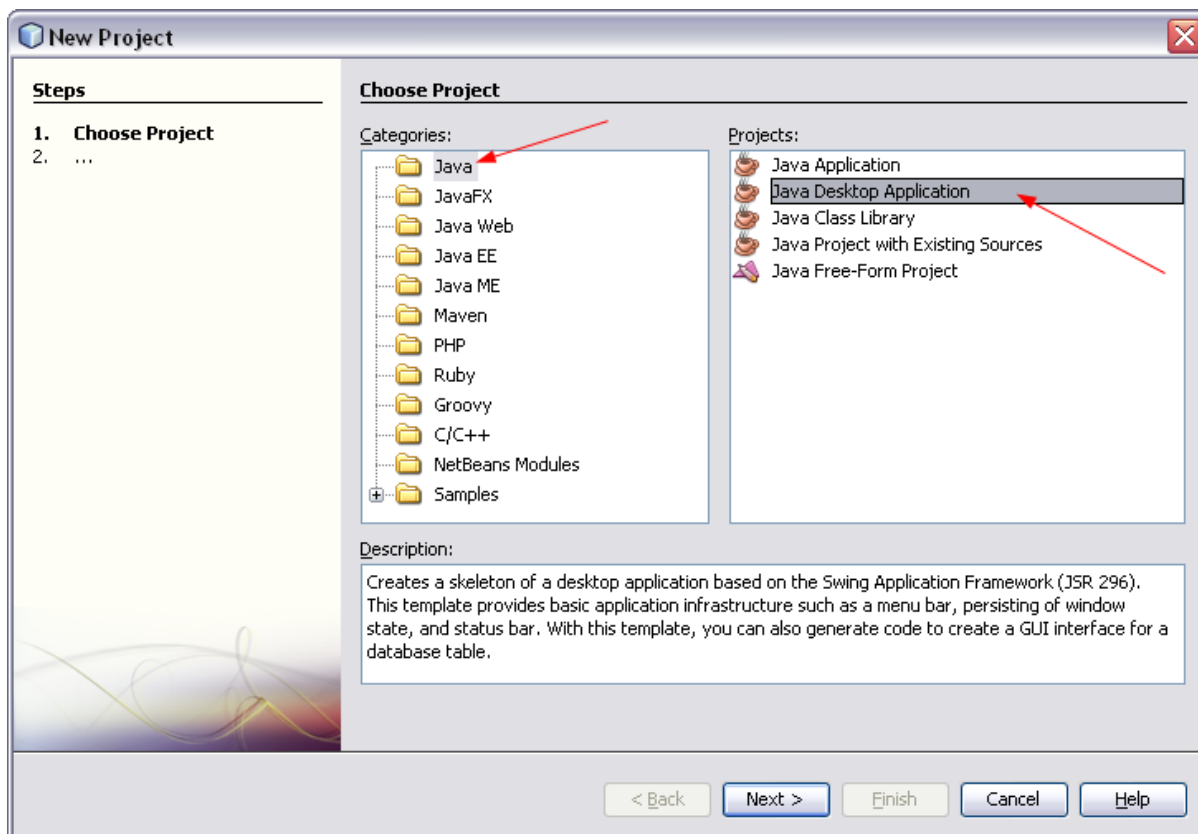 New Project
Steps
1. Choose Project
2. ...
Choose Project
Categories:
Java
JavaFX
Java Web
Java EE
Java ME
Maven
PHP
Ruby
Groovy
C/C++
NetBeans Modules
Samples
Projects:
Java Application
Java Desktop Application
Java Class Library
Java Project with Existing Sources
Java Free-Form Project
Description:
Creates a skeleton of a desktop application based on the Swing Application Framework (JSR 296).
This template provides basic application infrastructure such as a menu bar, persisting of window
state, and status bar. With this template, you can also generate code to create a GUI interface for a
database table.
< Back
Next >
Finish
Cancel
Help